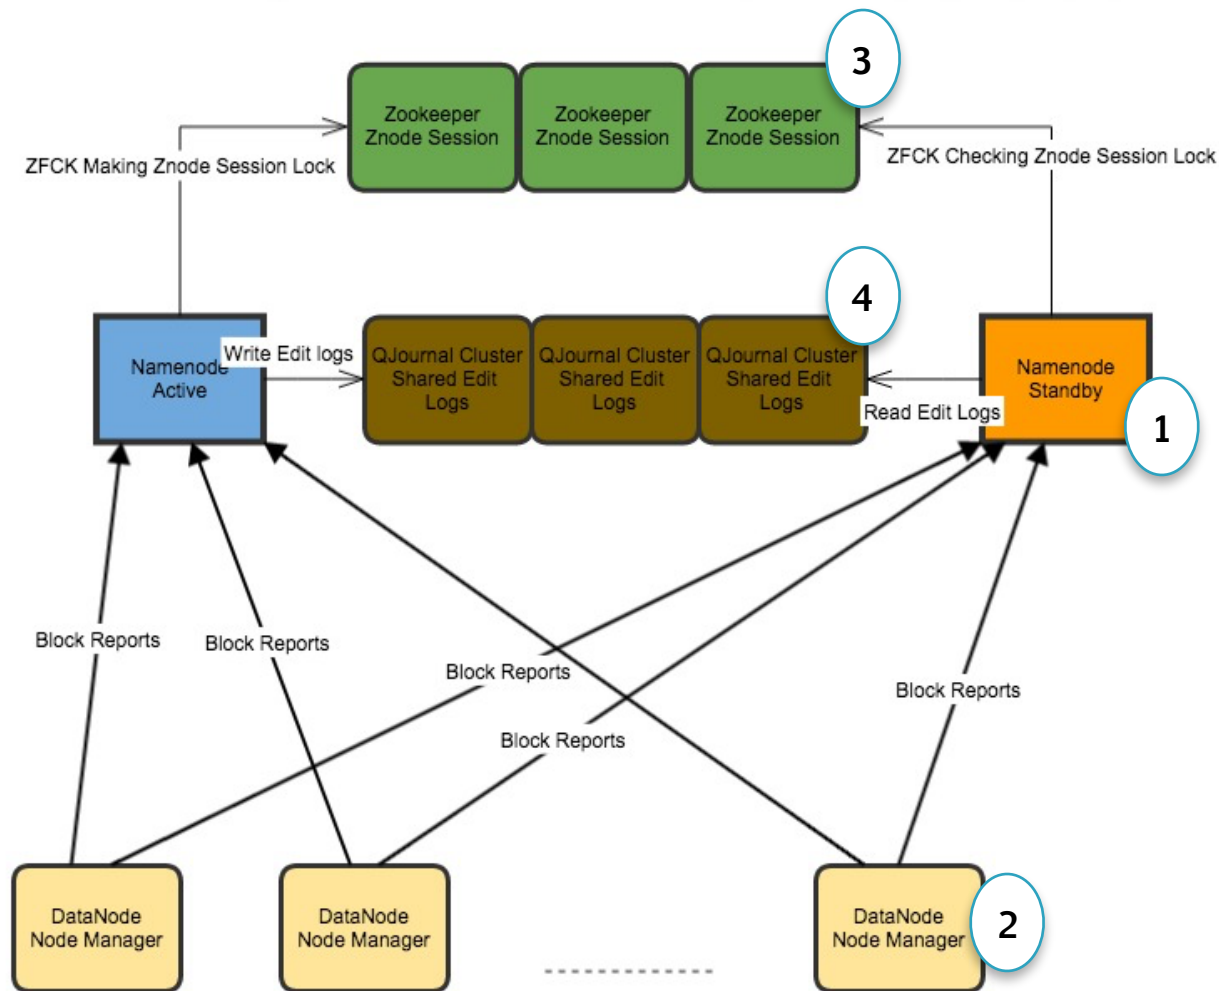 3
Zookeeper
Znode Session
Zookeeper
Znode Session
Zookeeper
Znode Session
ZFCK Making Znode Session Lock
ZFCK Checking Znode Session Lock
4
Namenode
Active
Write Edit logs
QJournal Cluster
Shared Edit
Logs
QJournal Cluster
Shared Edit
Logs
QJournal Cluster
Shared Edit
Logs
Read Edit Logs
Namenode
Standby
1
Block Reports
Block Reports
Block Reports
Block Reports
Block Reports
DataNode
Node Manager
DataNode
Node Manager
DataNode
Node Manager
2